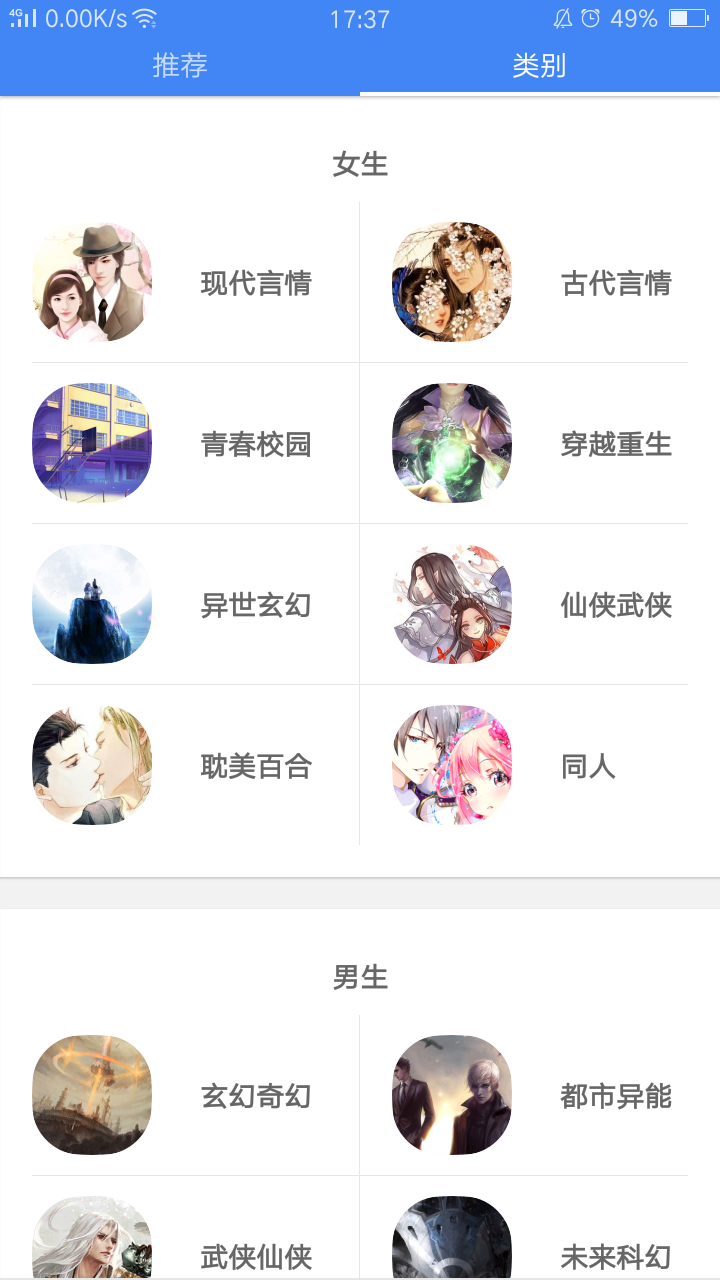 4G 0.00K/s 17:37 49%
推荐 类别
女生
现代言情 古代言情
青春校园 穿越重生
异世玄幻 仙侠武侠
耽美百合 同人
男生
玄幻奇幻 都市异能
武侠仙侠 未来科幻